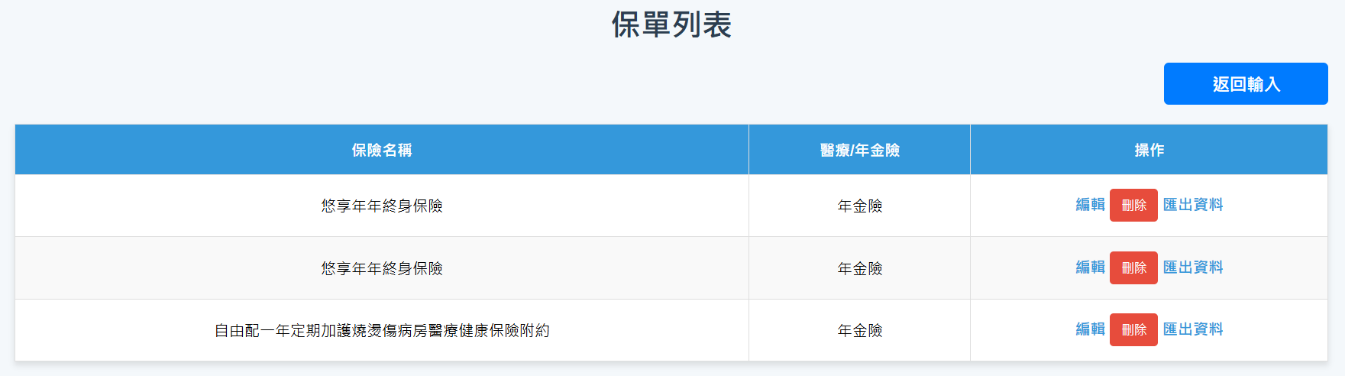 保單列表
返回輸入
保險名稱 醫療/年金險 操作
悠享年年終身保險 年金險 編輯 刪除 匯出資料
悠享年年終身保險 年金險 編輯 刪除 匯出資料
自由配一年定期加護燒燙傷病房醫療健康保險附約 年金險 編輯 刪除 匯出資料